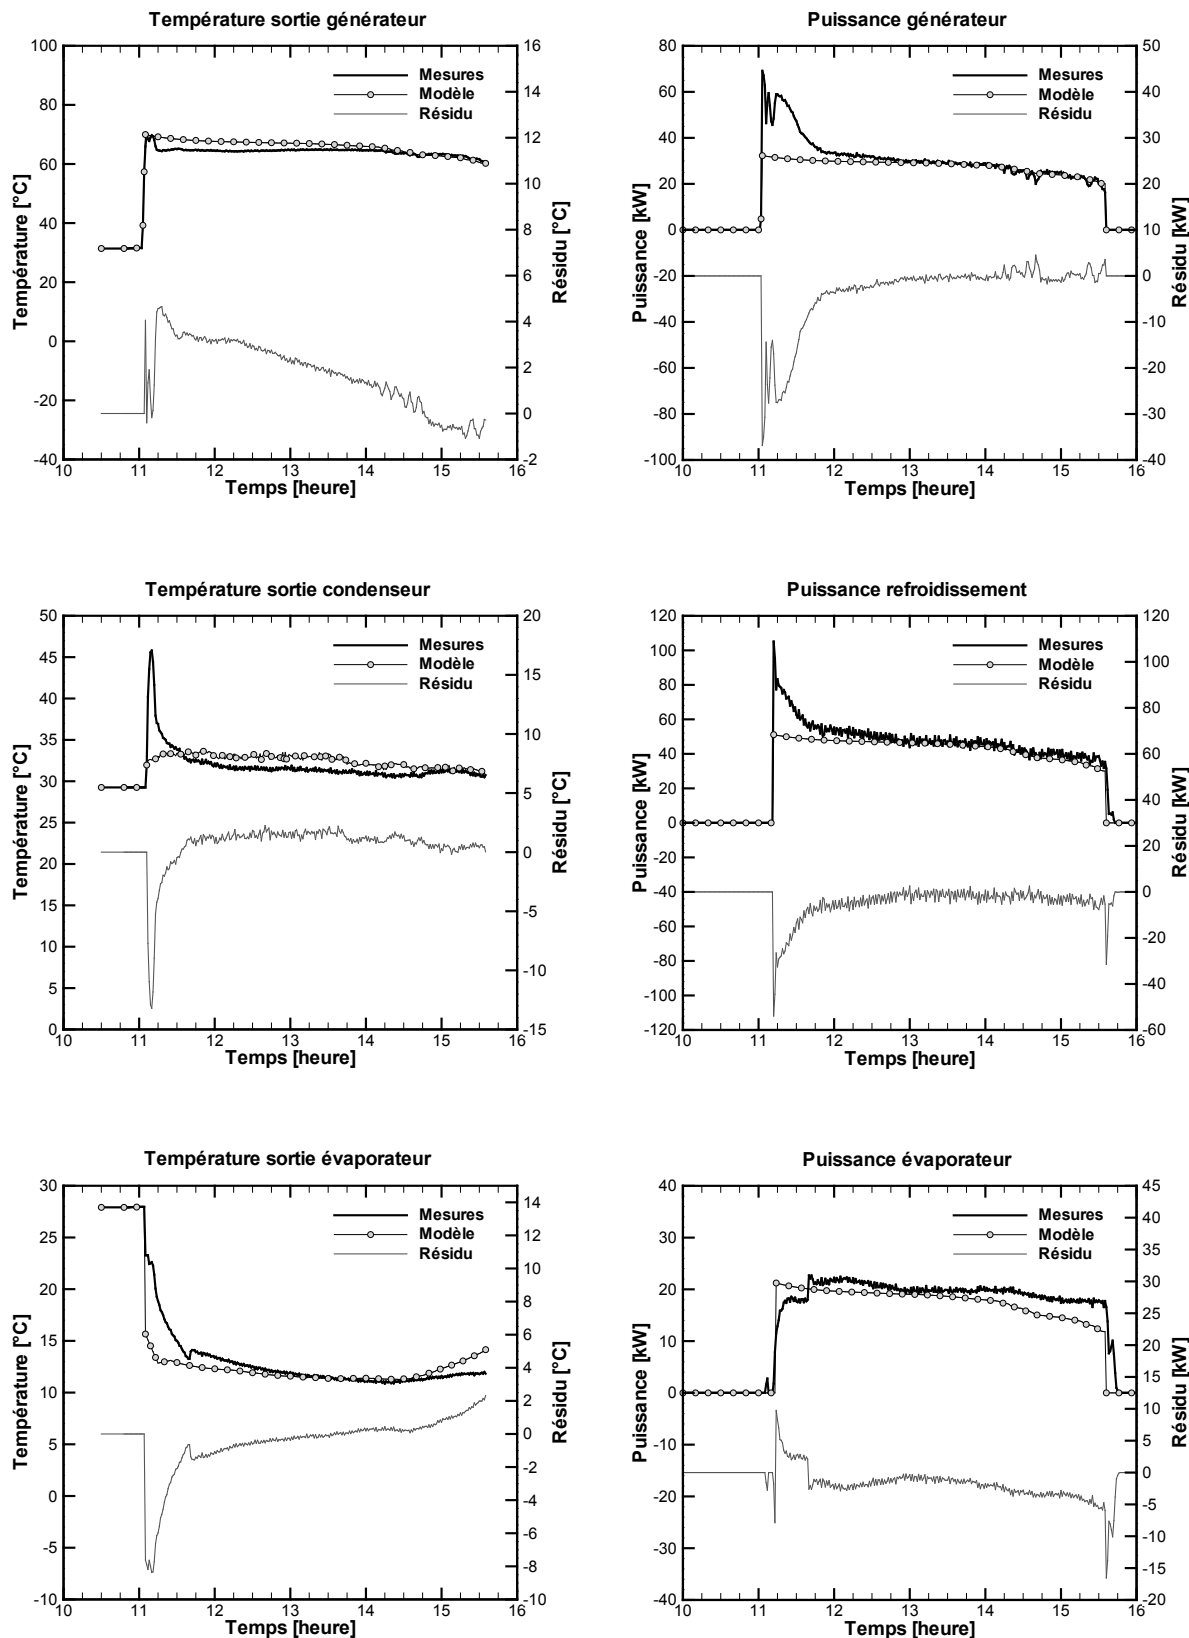 Température sortie générateur
100
80
60
40
20
0
-20
-40
Température [°C]
16
14
12
10
8
6
4
2
0
-2
Résidu [°C]
Mesures
Modèle
Résidu
10 11 12 13 14 15 16
Temps [heure]
Puissance générateur
80
60
40
20
0
-20
-40
-60
-80
-100
Puissance [kW]
50
40
30
20
10
0
-10
-20
-30
-40
Résidu [kW]
Mesures
Modèle
Résidu
10 11 12 13 14 15 16
Temps [heure]
Température sortie condenseur
50
45
40
35
30
25
20
15
10
5
0
Température [°C]
20
15
10
5
0
-5
-10
-15
Résidu [°C]
Mesures
Modèle
Résidu
10 11 12 13 14 15 16
Temps [heure]
Puissance refroidissement
120
100
80
60
40
20
0
-20
-40
-60
-80
-100
-120
Puissance [kW]
120
100
80
60
40
20
0
-20
-40
-60
Résidu [kW]
Mesures
Modèle
Résidu
10 11 12 13 14 15 16
Temps [heure]
Température sortie évaporateur
30
25
20
15
10
5
0
-5
-10
Température [°C]
14
12
10
8
6
4
2
0
-2
-4
-6
-8
-10
Résidu [°C]
Mesures
Modèle
Résidu
10 11 12 13 14 15 16
Temps [heure]
Puissance évaporateur
40
30
20
10
0
-10
-20
-30
-40
Puissance [kW]
45
40
35
30
25
20
15
10
5
0
-5
-10
-15
-20
Résidu [kW]
Mesures
Modèle
Résidu
10 11 12 13 14 15 16
Temps [heure]